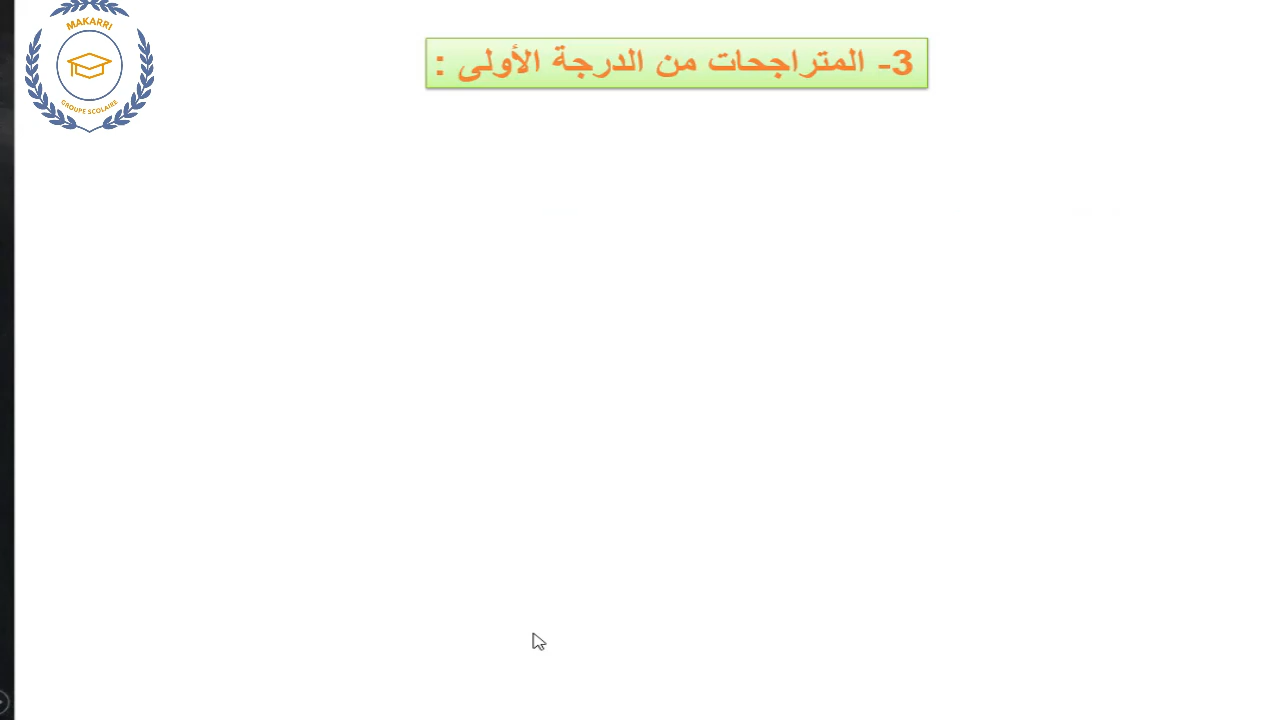 MAKARRI
GROUPE SCOLAIRE
3- المتراجحات من الدرجة الأولى :